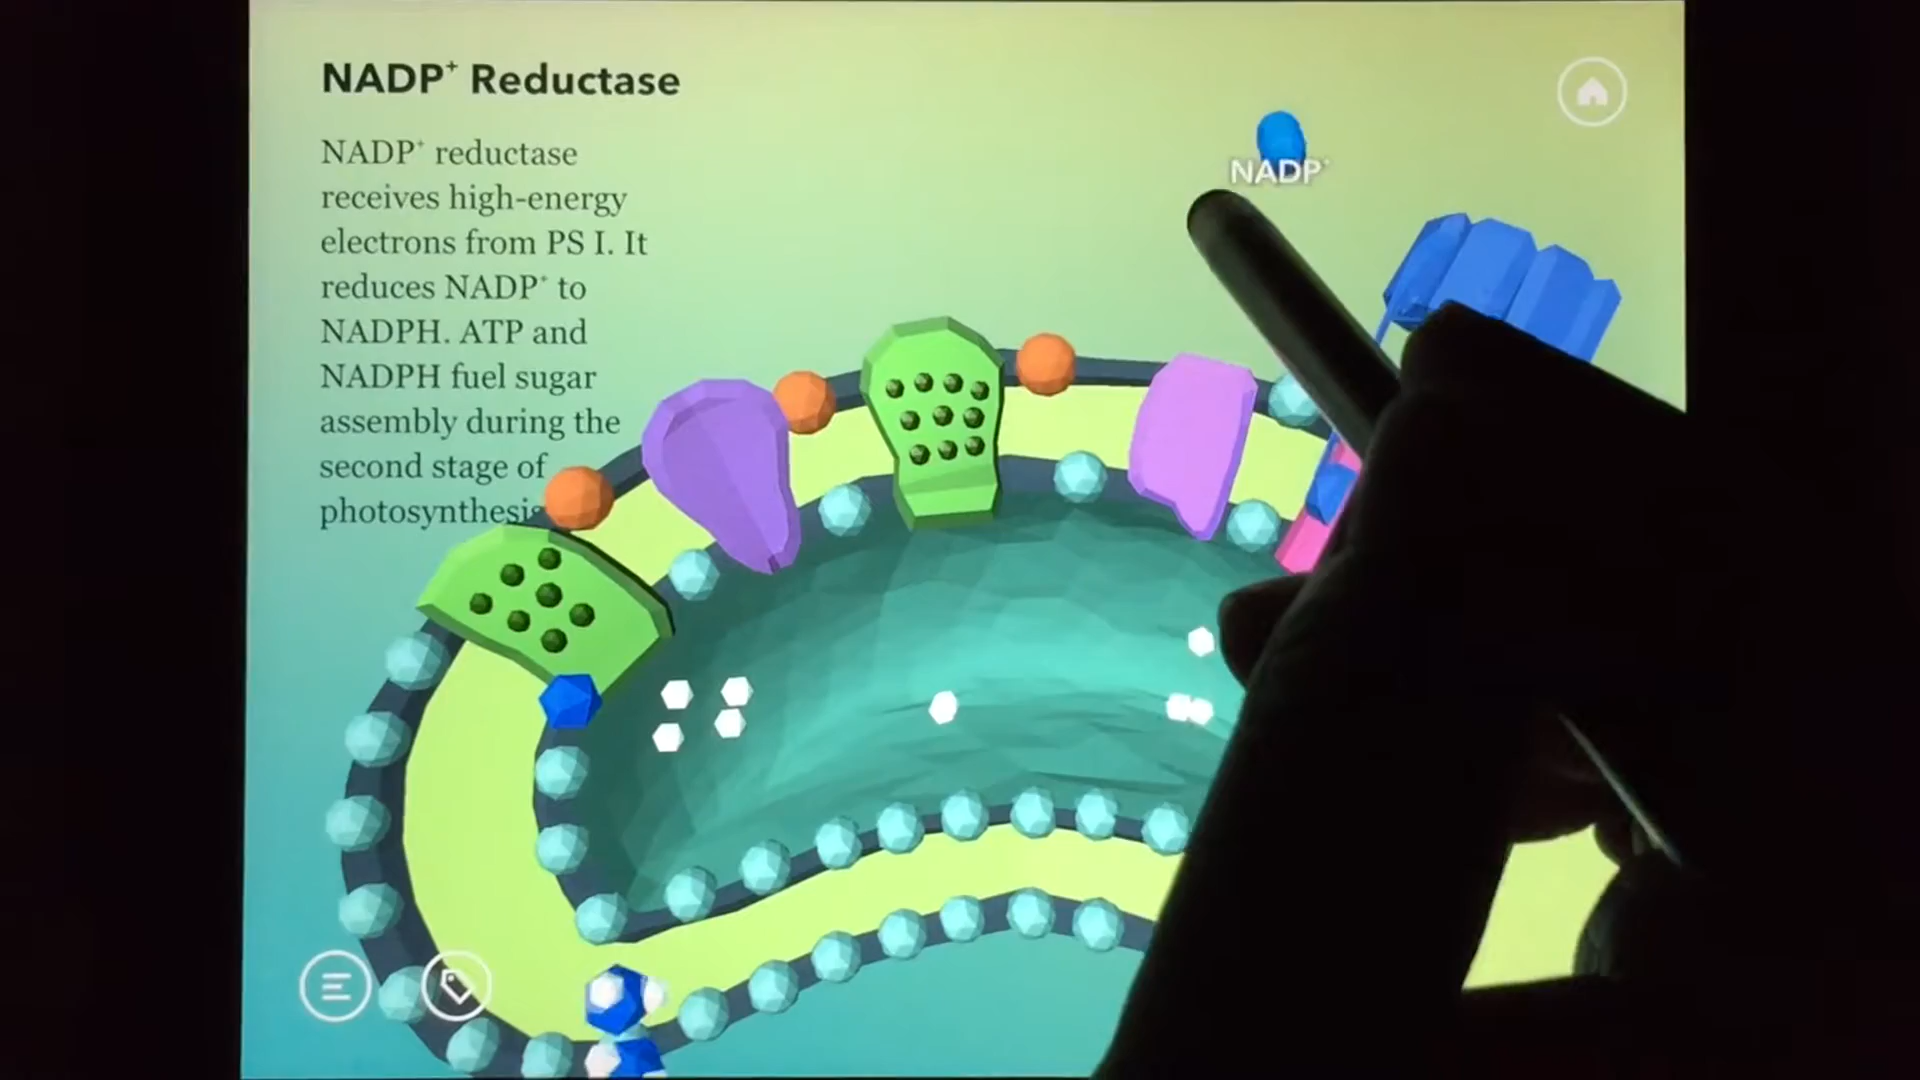 NADP⁺ Reductase
NADP⁺ reductase
receives high-energy
electrons from PS I. It
reduces NADP⁺ to
NADPH. ATP and
NADPH fuel sugar
assembly during the
second stage of
photosynthesis
NADP⁺